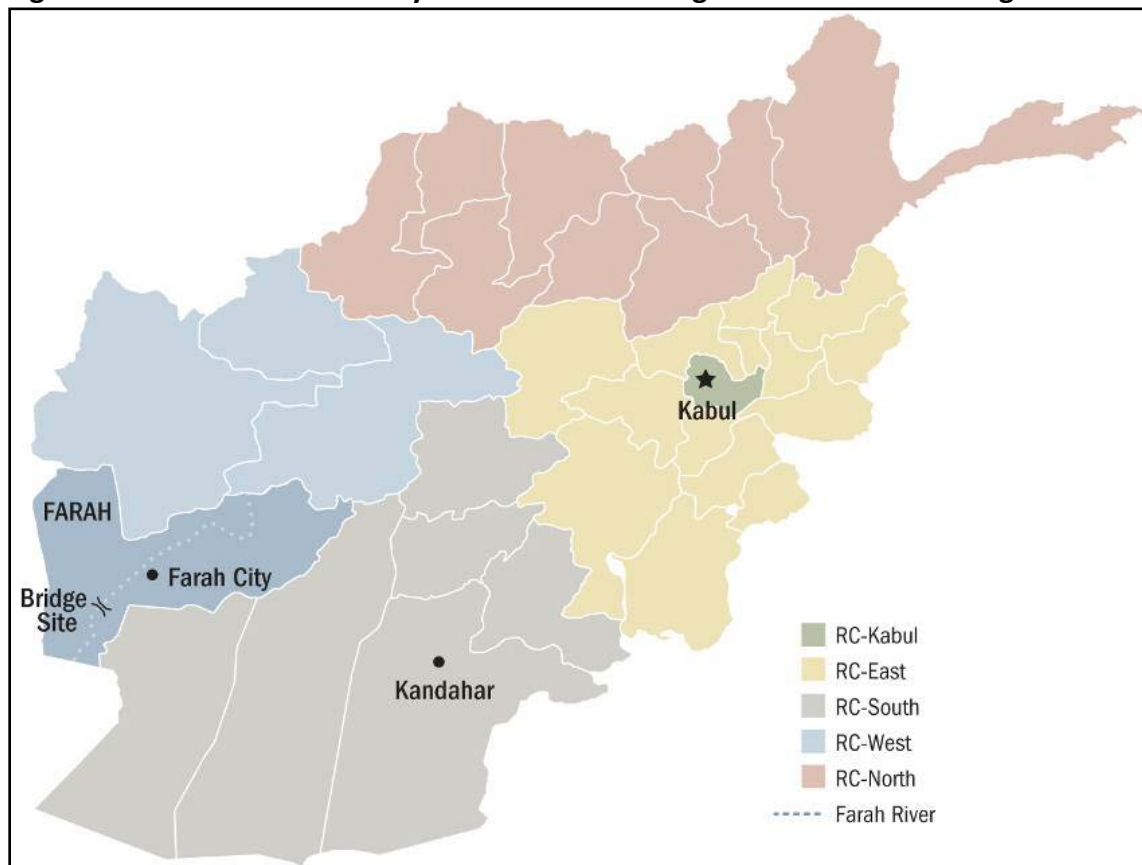 Kabul
FARAH
Farah City
Bridge
Site
Kandahar
RC-Kabul
RC-East
RC-South
RC-West
RC-North
Farah River